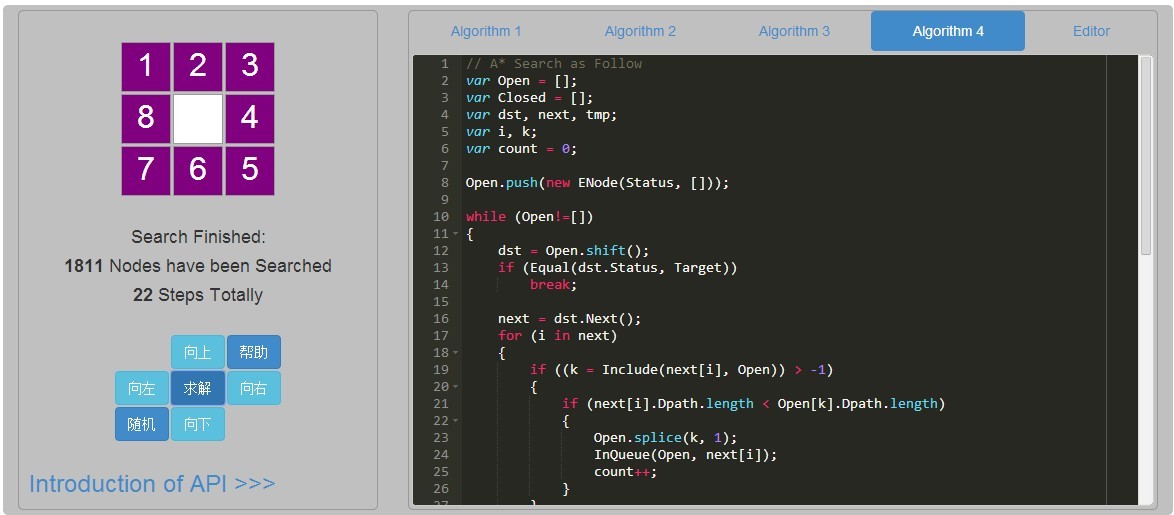 1 2 3
8 4
7 6 5
Search Finished:
1811 Nodes have been Searched
22 Steps Totally
向上 帮助
向左 求解 向右
随机 向下
Introduction of API >>>
Algorithm 1 Algorithm 2 Algorithm 3 Algorithm 4 Editor
1 // A* Search as Follow
2 var Open = [];
3 var Closed = [];
4 var dst, next, tmp;
5 var i, k;
6 var count = 0;
7
8 Open.push(new ENode(Status, []));
9
10 while (Open!=[])
11 {
12     dst = Open.shift();
13     if (Equal(dst.Status, Target))
14         break;
15
16     next = dst.Next();
17     for (i in next)
18     {
19         if ((k = Include(next[i], Open)) > -1)
20         {
21             if (next[i].Dpath.length < Open[k].Dpath.length)
22             {
23                 Open.splice(k, 1);
24                 InQueue(Open, next[i]);
25                 count++;
26             }
27         }